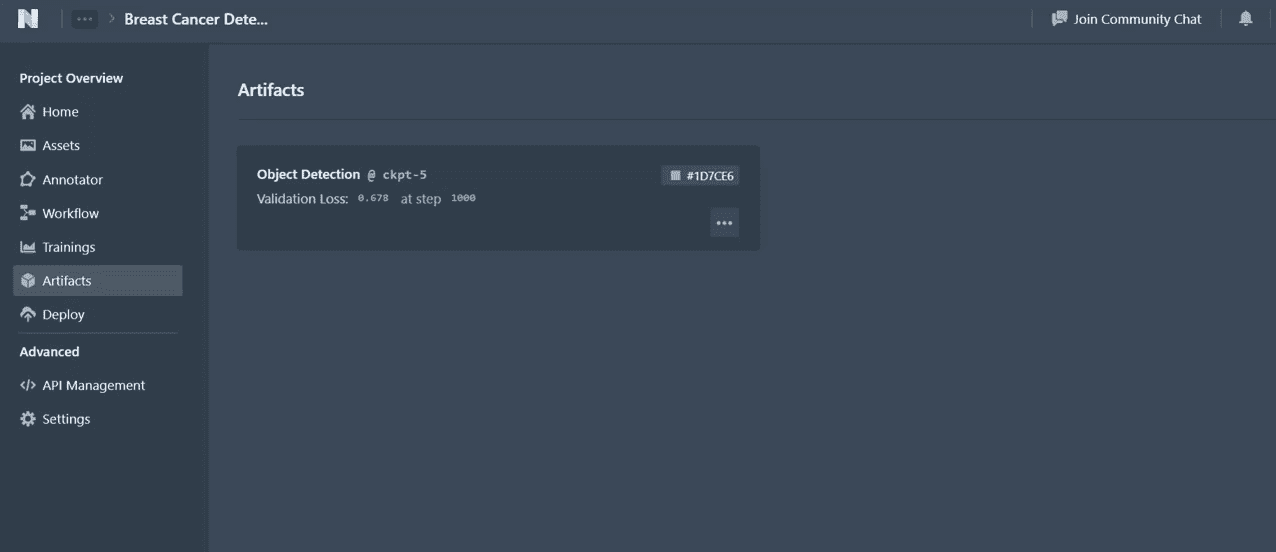 N ... > Breast Cancer Dete... Join Community Chat
Project Overview
Home
Assets
Annotator
Workflow
Trainings
Artifacts
Deploy
Advanced
</> API Management
Settings
Artifacts
Object Detection @ ckpt-5 #1D7CE6
Validation Loss: 0.678 at step 1000
...